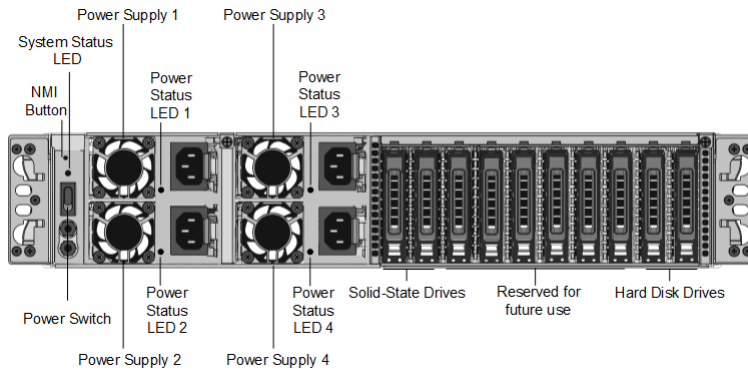 Power Supply 1
Power Supply 3
System Status
LED
NMI
Button
Power
Status
LED 1
Power
Status
LED 3
Solid-State Drives
Reserved for
future use
Hard Disk Drives
Power Switch
Power
Status
LED 2
Power
Status
LED 4
Power Supply 2
Power Supply 4